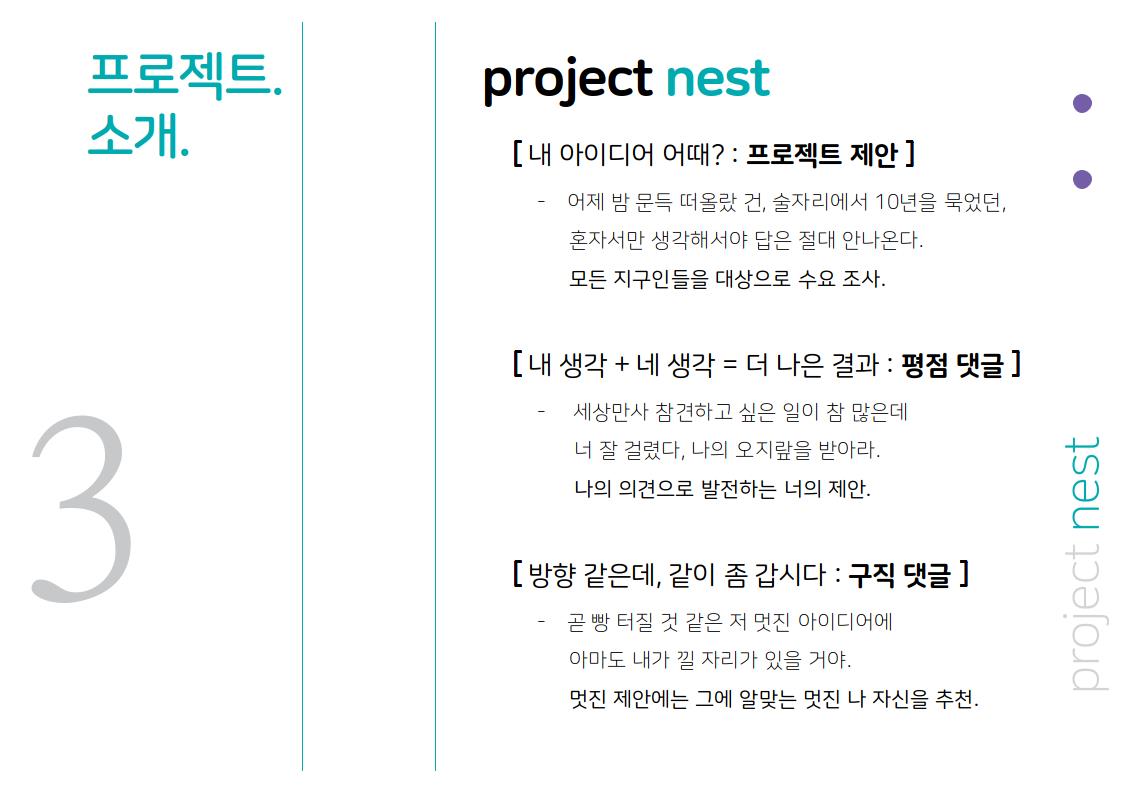 프로젝트.
소개.
3
project nest
[ 내 아이디어 어때? : 프로젝트 제안 ]
- 어제 밤 문득 떠올랐 건, 술자리에서 10년을 묵었던,
혼자서만 생각해서야 답은 절대 안나온다.
모든 지구인들을 대상으로 수요 조사.
[ 내 생각 + 네 생각 = 더 나은 결과 : 평점 댓글 ]
- 세상만사 참견하고 싶은 일이 참 많은데
너 잘 걸렸다, 나의 오지랖을 받아라.
나의 의견으로 발전하는 너의 제안.
[ 방향 같은데, 같이 좀 갑시다 : 구직 댓글 ]
- 곧 빵 터질 것 같은 저 멋진 아이디어에
아마도 내가 낄 자리가 있을 거야.
멋진 제안에는 그에 알맞는 멋진 나 자신을 추천.
project nest